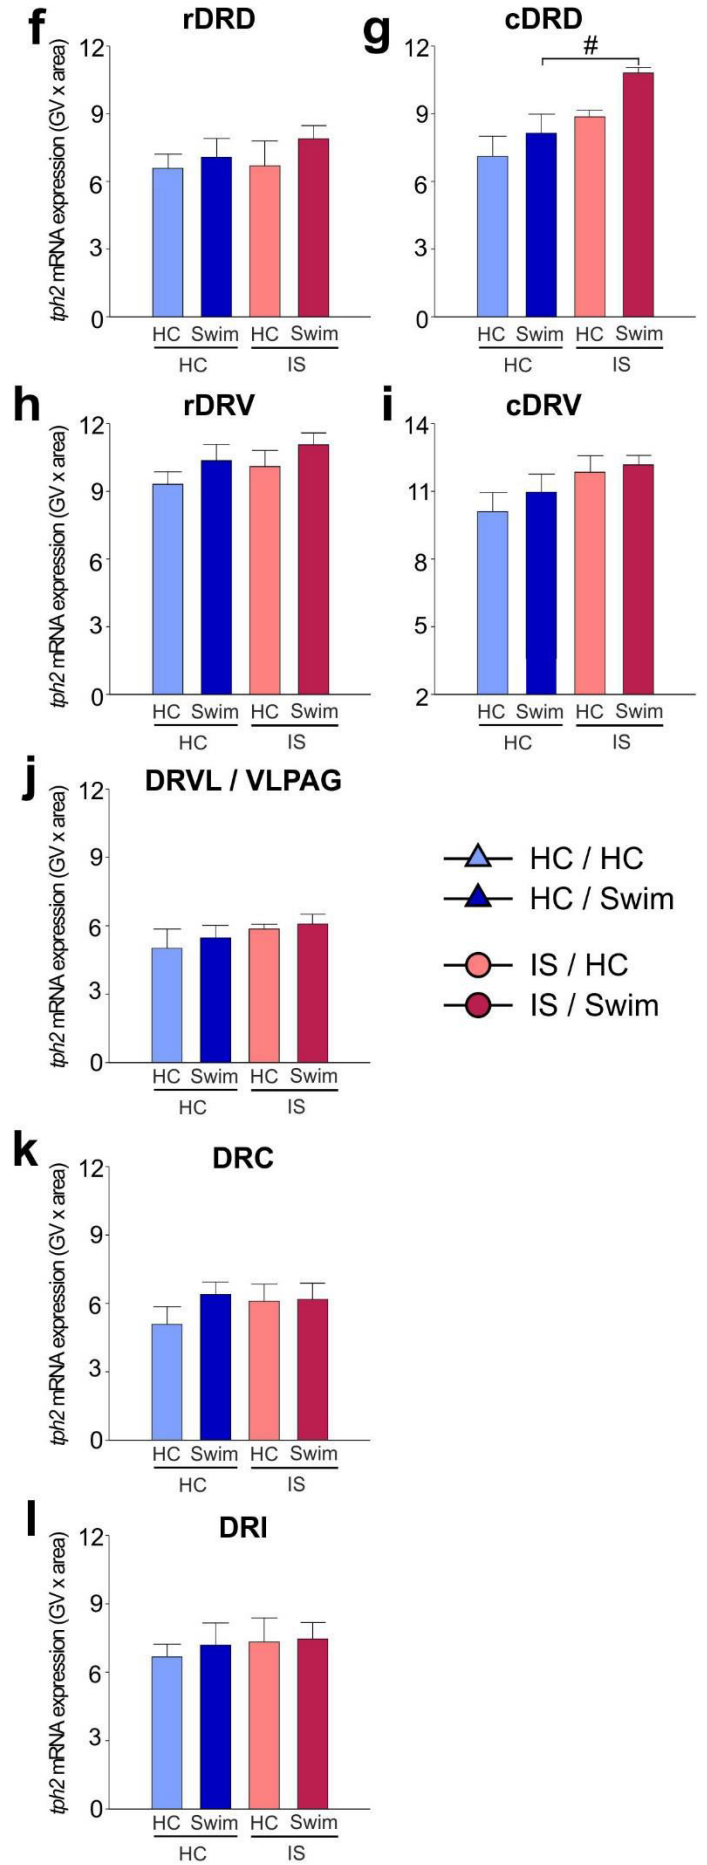 f
rDRD
tph2 mRNA expression (GV x area)
12
9
6
3
0
HC Swim HC Swim
HC IS
g
cDRD
#
12
9
6
3
0
HC Swim HC Swim
HC IS
h
rDRV
tph2 mRNA expression (GV x area)
12
9
6
3
0
HC Swim HC Swim
HC IS
i
cDRV
14
11
8
5
2
HC Swim HC Swim
HC IS
j
DRVL / VLPAG
tph2 mRNA expression (GV x area)
12
9
6
3
0
HC Swim HC Swim
HC IS
HC / HC
HC / Swim
IS / HC
IS / Swim
k
DRC
tph2 mRNA expression (GV x area)
12
9
6
3
0
HC Swim HC Swim
HC IS
l
DRI
tph2 mRNA expression (GV x area)
12
9
6
3
0
HC Swim HC Swim
HC IS